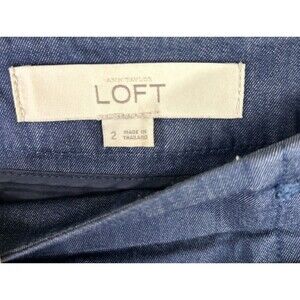 ANN TAYLOR
LOFT
2
MADE IN
THAILAND